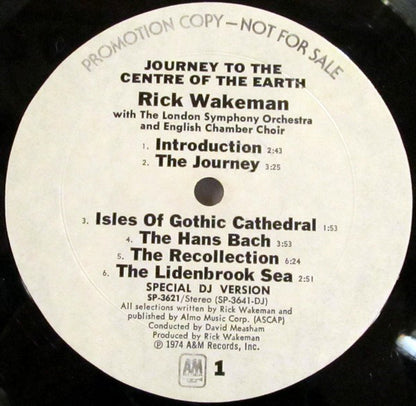 PROMOTION COPY—NOT FOR SALE
JOURNEY TO THE
CENTRE OF THE EARTH
Rick Wakeman
with The London Symphony Orchestra
and English Chamber Choir
1. Introduction 2:43
2. The Journey 3:25
3. Isles Of Gothic Cathedral 1:53
4. The Hans Bach 3:53
5. The Recollection 6:24
6. The Lidenbrook Sea 2:51
SPECIAL DJ VERSION
SP-3621/Stereo (SP-3641-DJ)
All selections written by Rick Wakeman and
published by Almo Music Corp. (ASCAP)
Conducted by David Measham
Produced by Rick Wakeman
℗ 1974 A&M Records, Inc.
AM 1